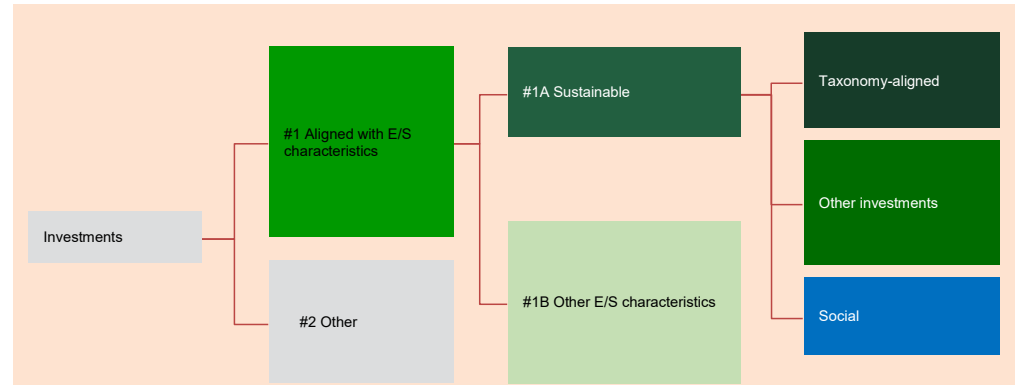 Investments
#1 Aligned with E/S
characteristics
#2 Other
#1A Sustainable
#1B Other E/S characteristics
Taxonomy-aligned
Other investments
Social